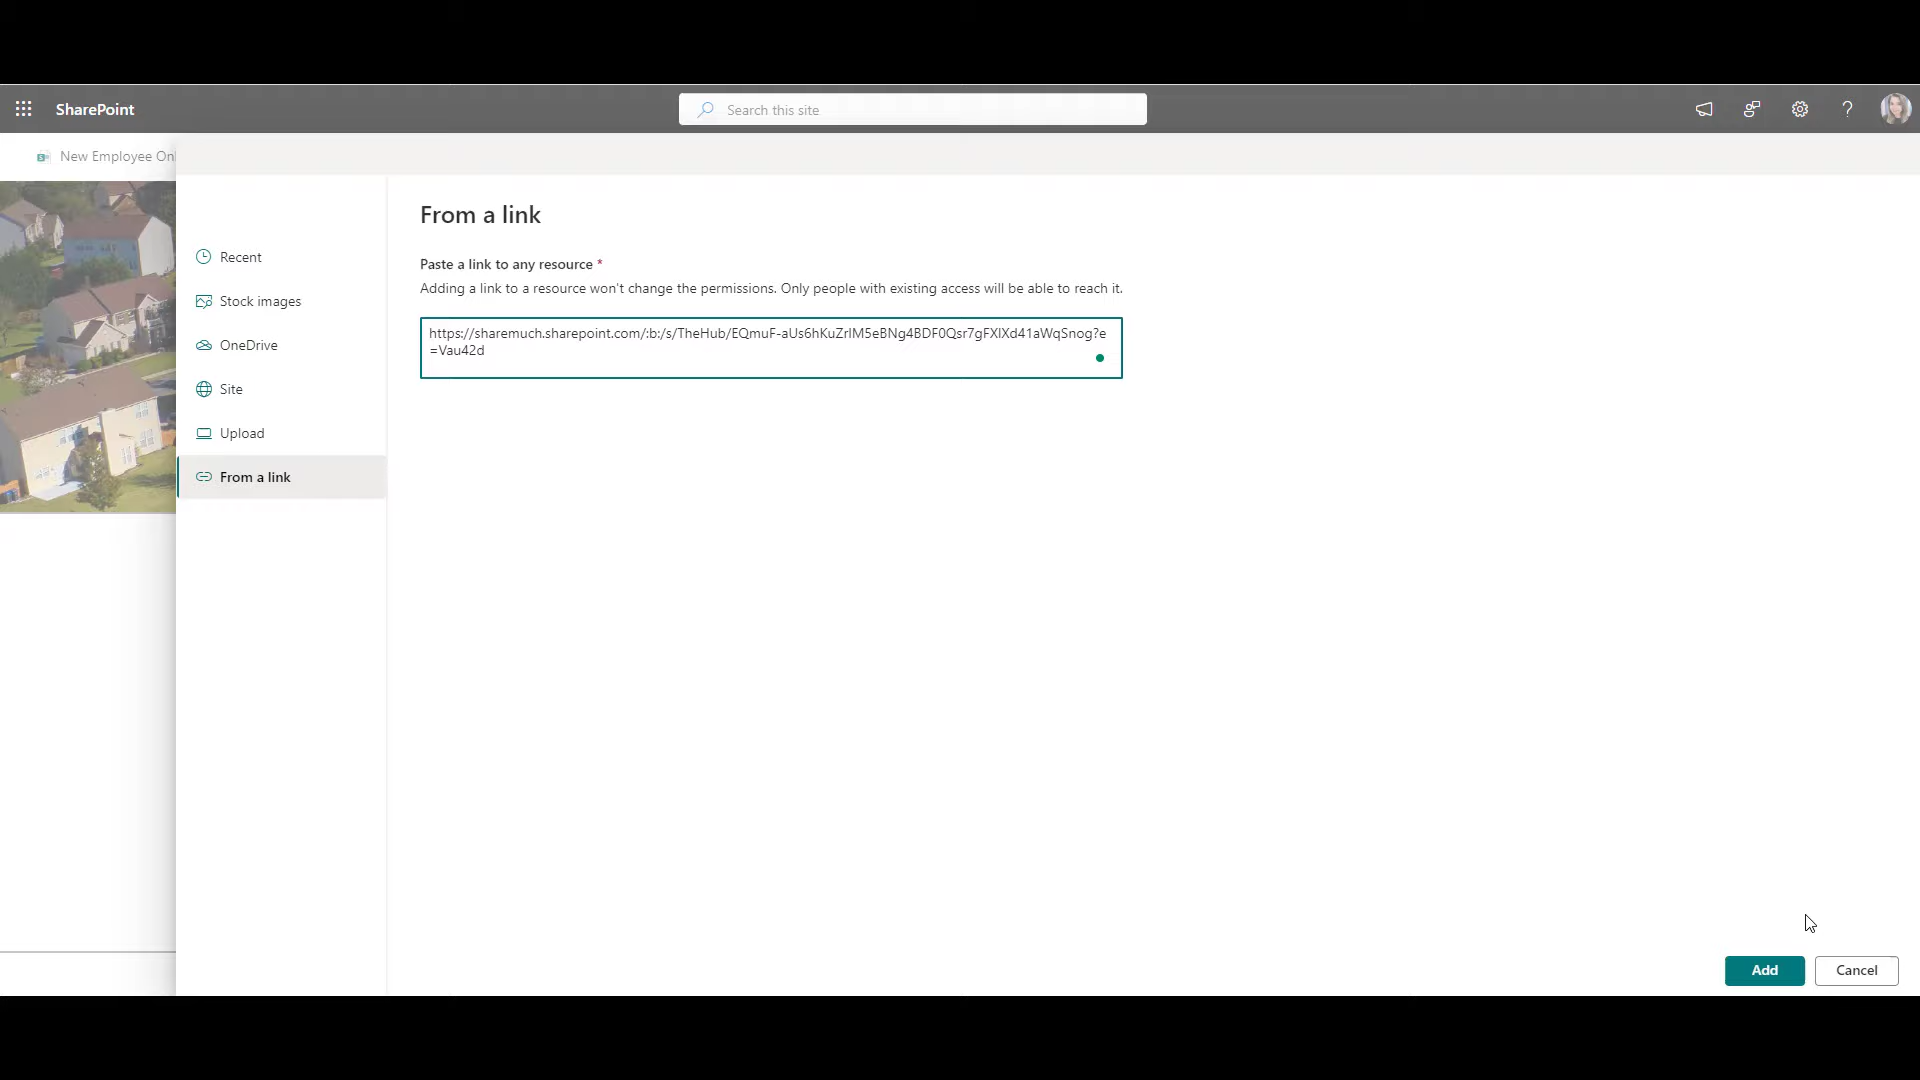 SharePoint
Search this site
?
New Employee On
Recent
Stock images
OneDrive
Site
Upload
From a link
From a link
Paste a link to any resource *
Adding a link to a resource won't change the permissions. Only people with existing access will be able to reach it.
https://sharemuch.sharepoint.com/:b:/s/TheHub/EQmuF-aUs6hKuZrlM5eBNg4BDF0Qsr7gFXlXd41aWqSnog?e
=Vau42d
Add
Cancel